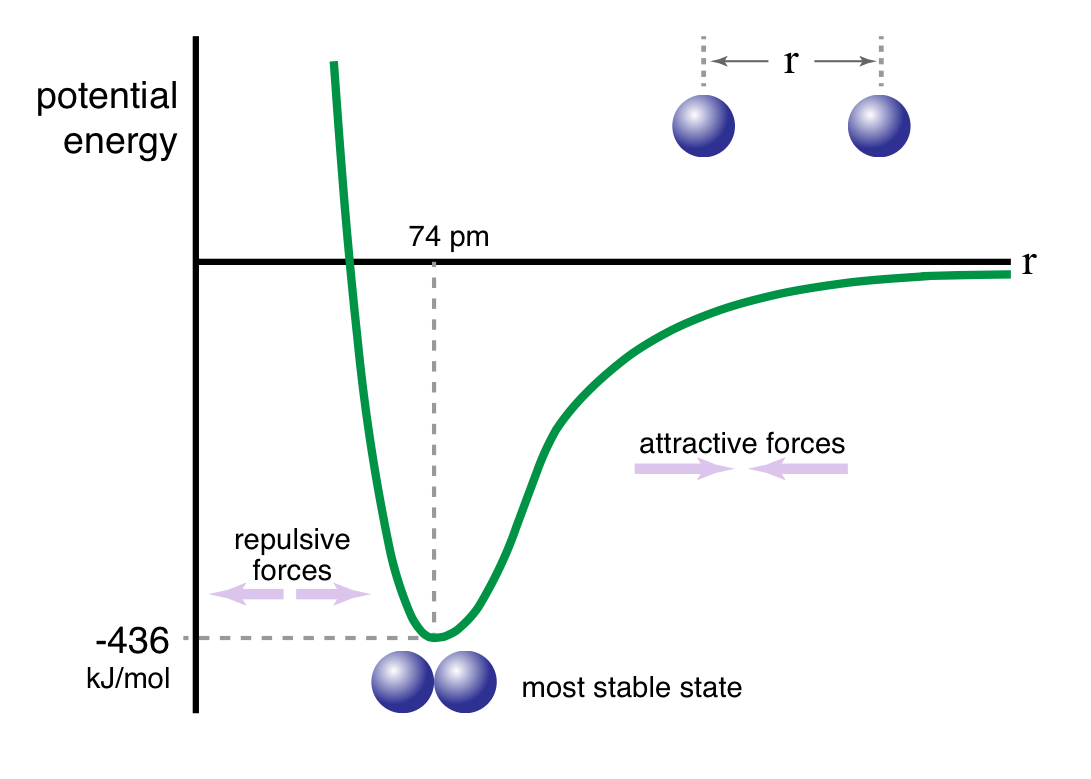 potential
energy
r
74 pm
r
attractive forces
repulsive
forces
-436
kJ/mol
most stable state